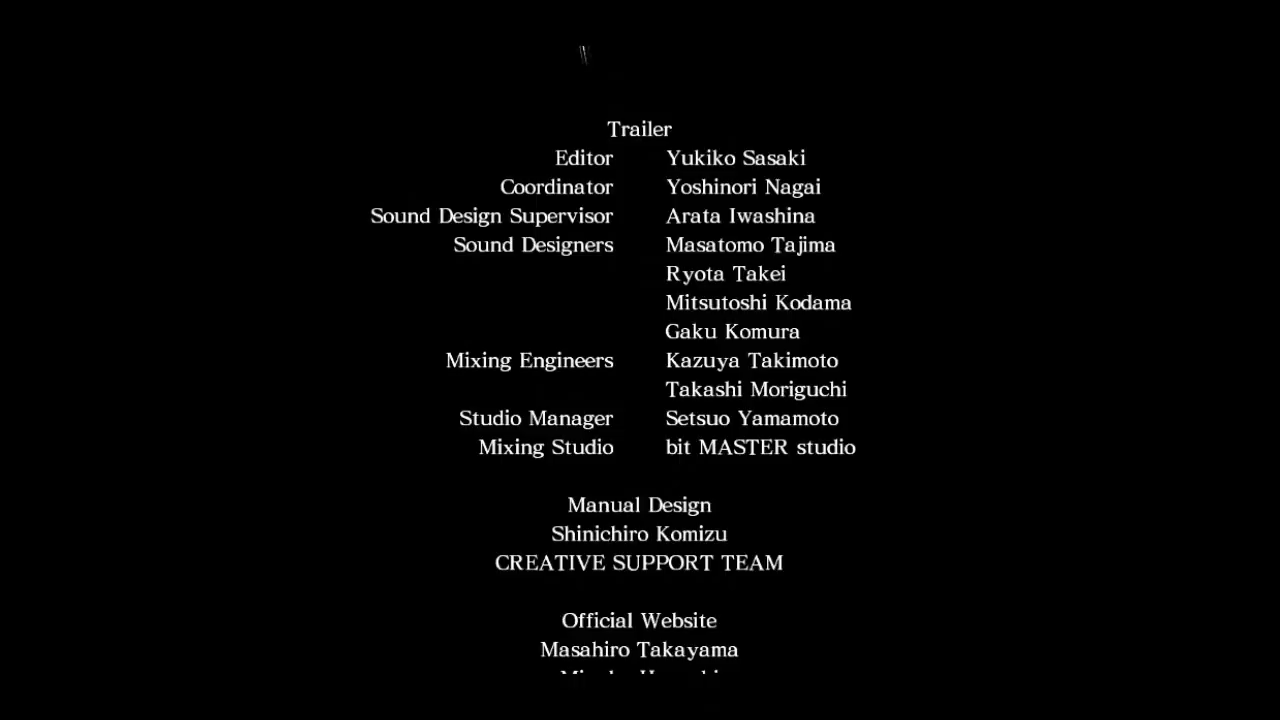 Trailer
Editor Yukiko Sasaki
Coordinator Yoshinori Nagai
Sound Design Supervisor Arata Iwashina
Sound Designers Masatomo Tajima
Ryota Takei
Mitsutoshi Kodama
Gaku Komura
Mixing Engineers Kazuya Takimoto
Takashi Moriguchi
Studio Manager Setsuo Yamamoto
Mixing Studio bit MASTER studio
Manual Design
Shinichiro Komizu
CREATIVE SUPPORT TEAM
Official Website
Masahiro Takayama